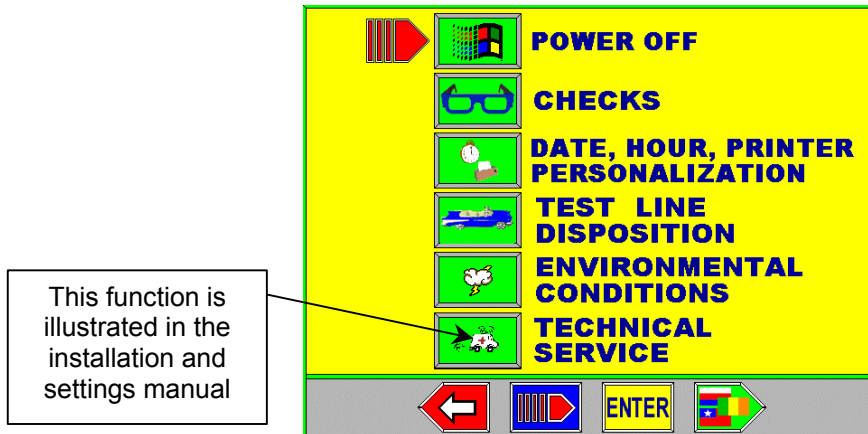 POWER OFF
CHECKS
DATE, HOUR, PRINTER
PERSONALIZATION
TEST LINE
DISPOSITION
ENVIRONMENTAL
CONDITIONS
TECHNICAL
SERVICE
This function is
illustrated in the
installation and
settings manual
ENTER